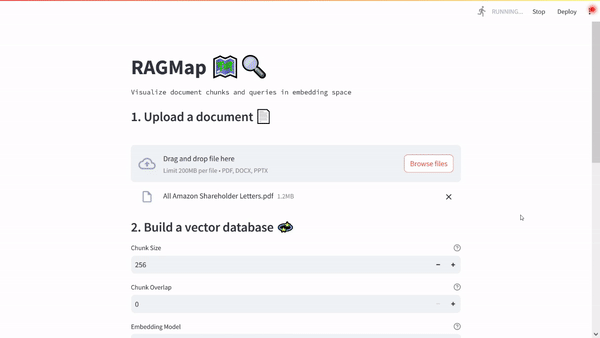 RUNNING...
Stop
Deploy
RAGMap
Visualize document chunks and queries in embedding space
1. Upload a document
Drag and drop file here
Limit 200MB per file • PDF, DOCX, PPTX
Browse files
All Amazon Shareholder Letters.pdf 1.2MB
2. Build a vector database
Chunk Size
256
Chunk Overlap
0
Embedding Model